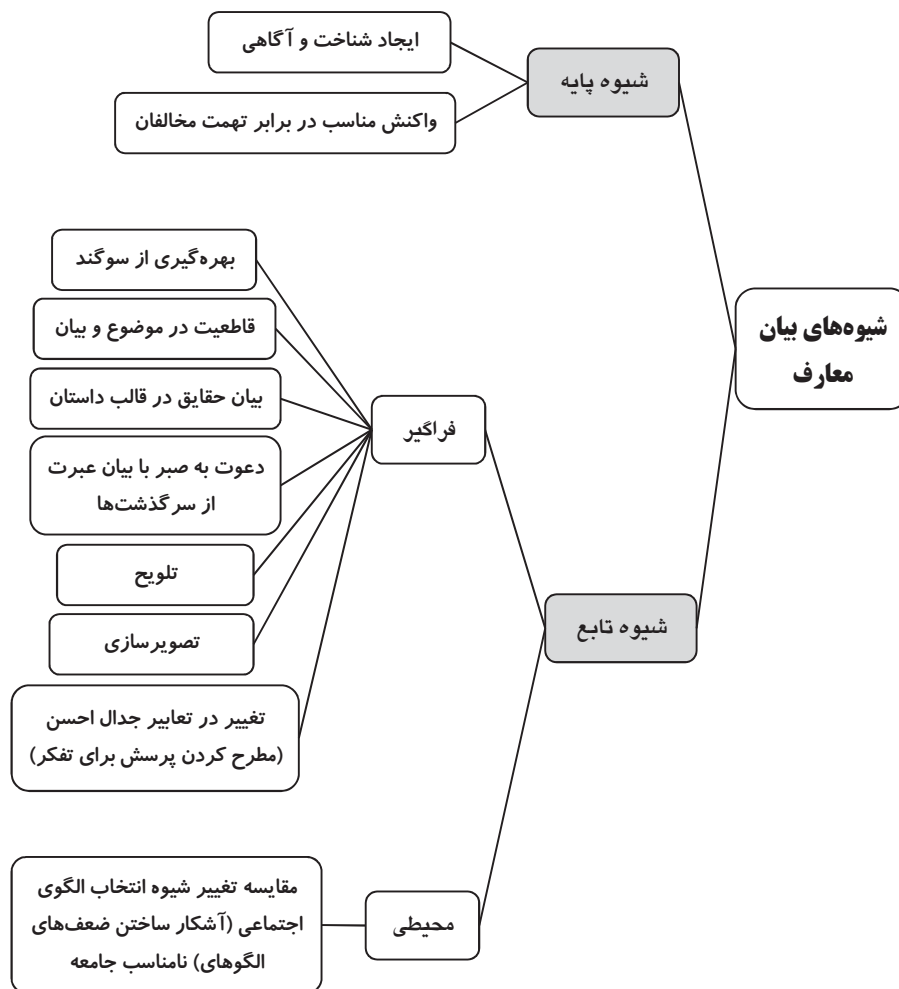 شیوه‌های بیان
معارف
شیوه پایه
ایجاد شناخت و آگاهی
واکنش مناسب در برابر تهمت مخالفان
شیوه تابع
فراگیر
بهره‌گیری از سوگند
قاطعیت در موضوع و بیان
بیان حقایق در قالب داستان
دعوت به صبر با بیان عبرت
از سرگذشت‌ها
تلویح
تصویرسازی
تغییر در تعابیر جدال احسن
(مطرح کردن پرسش برای تفکر)
محیطی
مقایسه تغییر شیوه انتخاب الگوی
اجتماعی (آشکار ساختن ضعف‌های
الگوهای) نامناسب جامعه